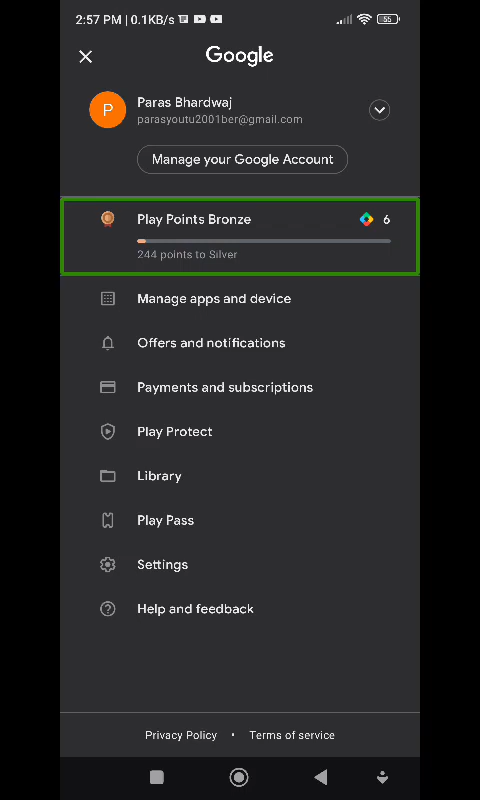 2:57 PM | 0.1KB/s
55
Google
P
Paras Bhardwaj
parasyoutu2001ber@gmail.com
Manage your Google Account
Play Points Bronze
6
244 points to Silver
Manage apps and device
Offers and notifications
Payments and subscriptions
Play Protect
Library
Play Pass
Settings
Help and feedback
Privacy Policy • Terms of service